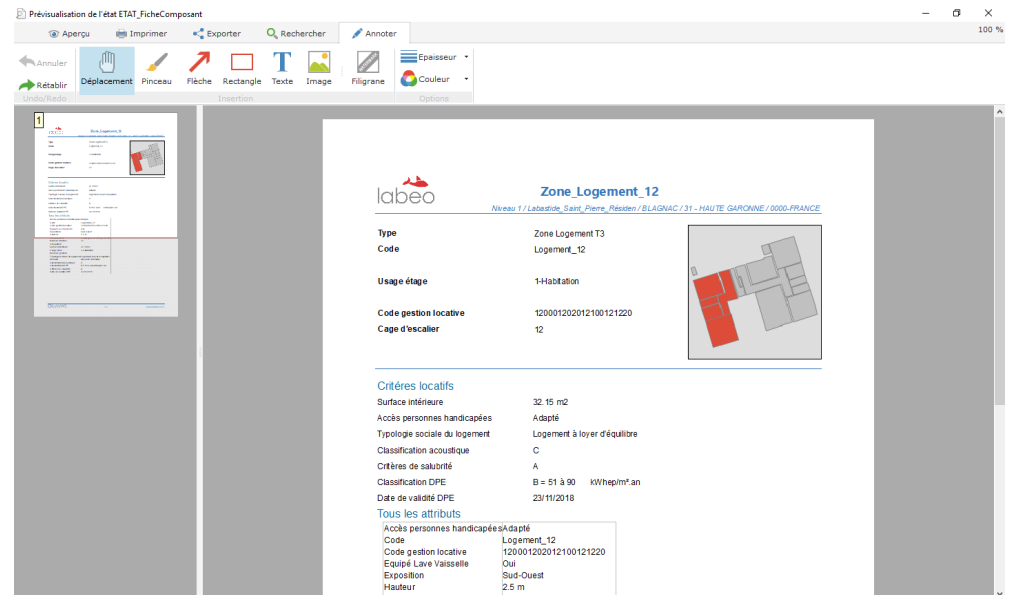 Prévisualisation de l'état ETAT_FicheComposant
Aperçu Imprimer Exporter Rechercher Annoter
100 %
Annuler
Rétablir
Déplacement Pinceau Flèche Rectangle Texte Image Filigrane
Epaisseur
Couleur
Undo/Redo Insertion Options
1
labeo
Zone_Logement_12
Niveau 1 / Labastide_Saint_Pierre_Résiden / BLAGNAC / 31 - HAUTE GARONNE / 0000-FRANCE
Type Zone Logement T3
Code Logement_12
Usage étage 1-Habitation
Code gestion locative 120001202012100121220
Cage d'escalier 12
Critéres locatifs
Surface intérieure 32.15 m2
Accès personnes handicapées Adapté
Typologie sociale du logement Logement à loyer d'équilibre
Classification acoustique C
Critères de salubrité A
Classification DPE B = 51 à 90 kWhep/m².an
Date de validité DPE 23/11/2018
Tous les attributs
Accès personnes handicapées Adapté
Code Logement_12
Code gestion locative 120001202012100121220
Equipé Lave Vaisselle Oui
Exposition Sud-Ouest
Hauteur 2.5 m